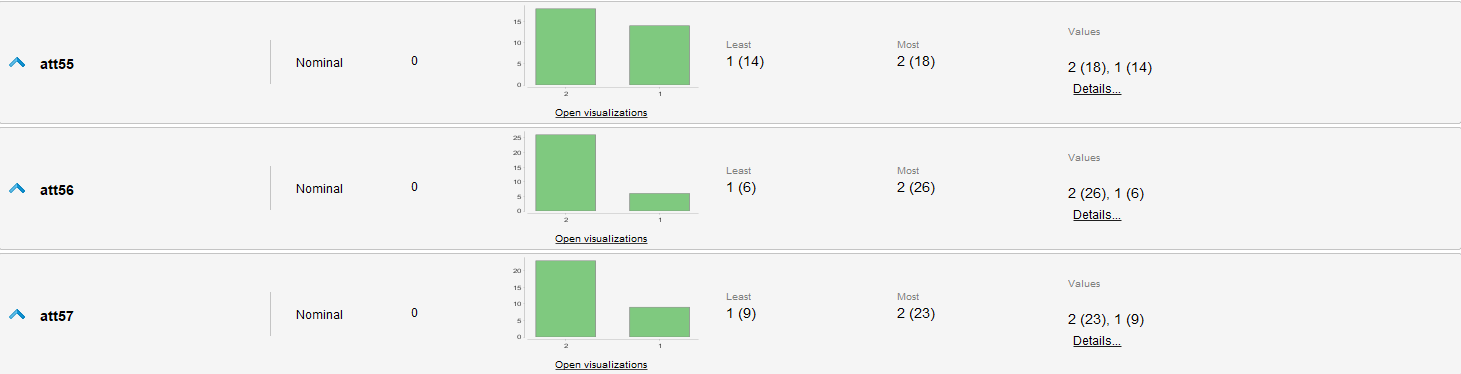 att55
Nominal
0
15
10
5
0
2
1
Open visualizations
Least
1 (14)
Most
2 (18)
Values
2 (18), 1 (14)
Details...
att56
Nominal
0
25
20
15
10
5
0
2
1
Open visualizations
Least
1 (6)
Most
2 (26)
Values
2 (26), 1 (6)
Details...
att57
Nominal
0
20
15
10
5
0
2
1
Open visualizations
Least
1 (9)
Most
2 (23)
Values
2 (23), 1 (9)
Details...